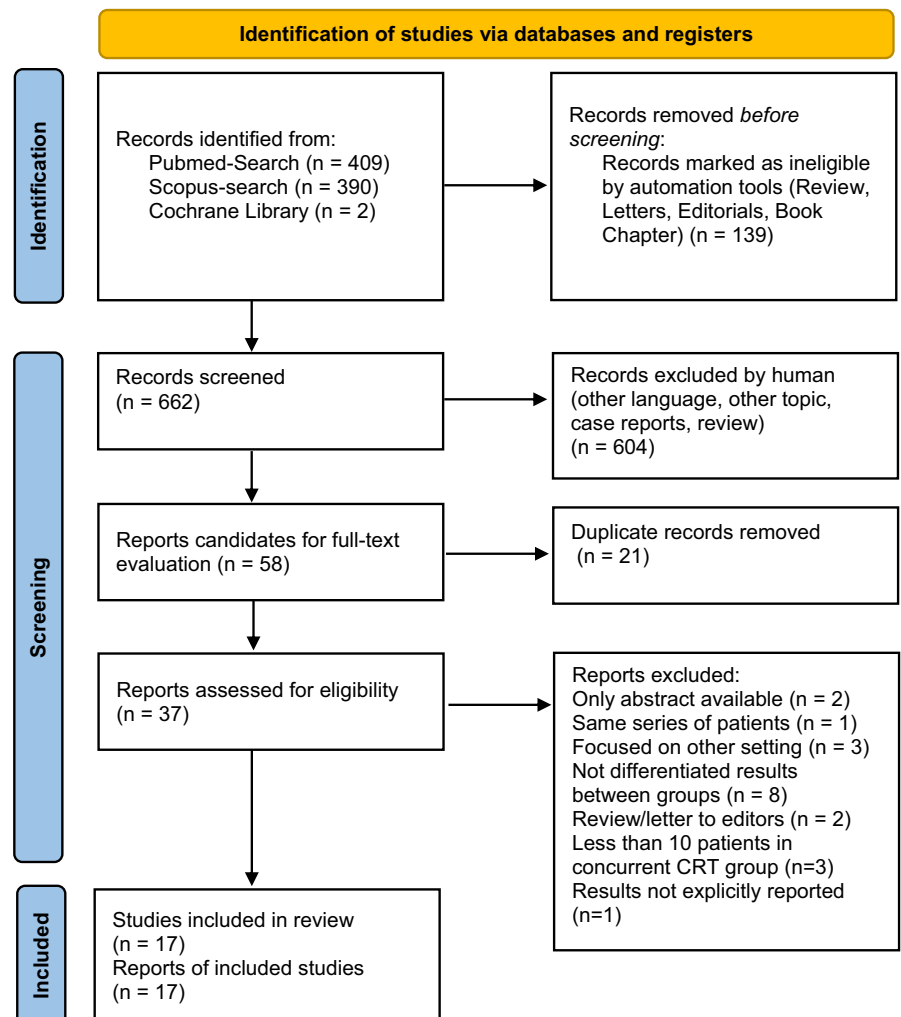 Identification of studies via databases and registers
Identification
Records identified from:
Pubmed-Search (n = 409)
Scopus-search (n = 390)
Cochrane Library (n = 2)
Records removed before
screening:
Records marked as ineligible
by automation tools (Review,
Letters, Editorials, Book
Chapter) (n = 139)
Screening
Records screened
(n = 662)
Records excluded by human
(other language, other topic,
case reports, review)
(n = 604)
Reports candidates for full-text
evaluation (n = 58)
Duplicate records removed
(n = 21)
Reports assessed for eligibility
(n = 37)
Reports excluded:
Only abstract available (n = 2)
Same series of patients (n = 1)
Focused on other setting (n = 3)
Not differentiated results
between groups (n = 8)
Review/letter to editors (n = 2)
Less than 10 patients in
concurrent CRT group (n=3)
Results not explicitly reported
(n=1)
Included
Studies included in review
(n = 17)
Reports of included studies
(n = 17)